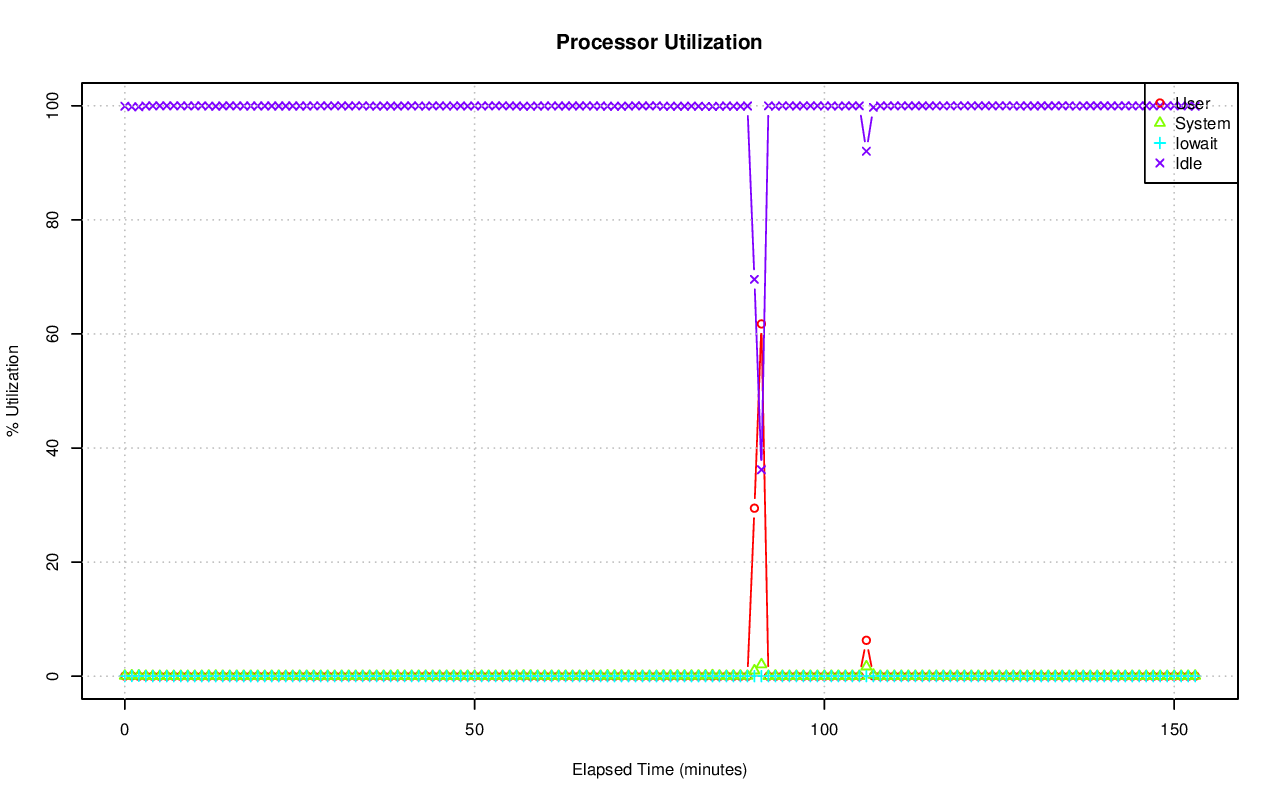 Processor Utilization
% Utilization
100
80
60
40
20
0
User
System
Iowait
Idle
0 50 100 150
Elapsed Time (minutes)